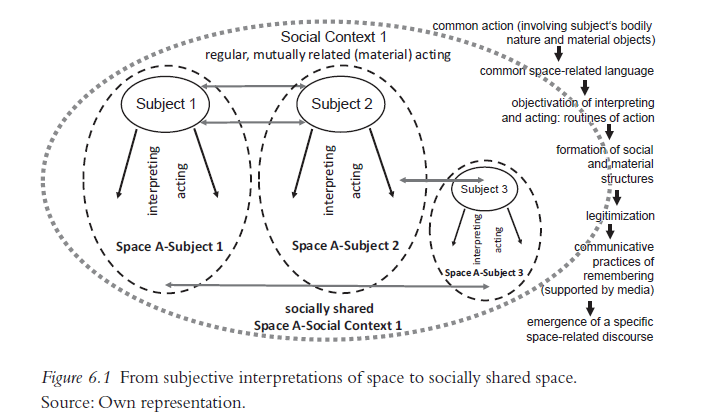 Social Context 1
regular, mutually related (material) acting
Subject 1
Subject 2
Subject 3
interpreting
acting
interpreting
acting
interpreting
acting
Space A-Subject 1
Space A-Subject 2
Space A-Subject 3
socially shared
Space A-Social Context 1
common action (involving subject's bodily
nature and material objects)
common space-related language
objectivation of interpreting
and acting: routines of action
formation of social
and material
structures
legitimization
communicative
practices of
remembering
(supported by media)
emergence of a specific
space-related discourse
Figure 6.1 From subjective interpretations of space to socially shared space.
Source: Own representation.